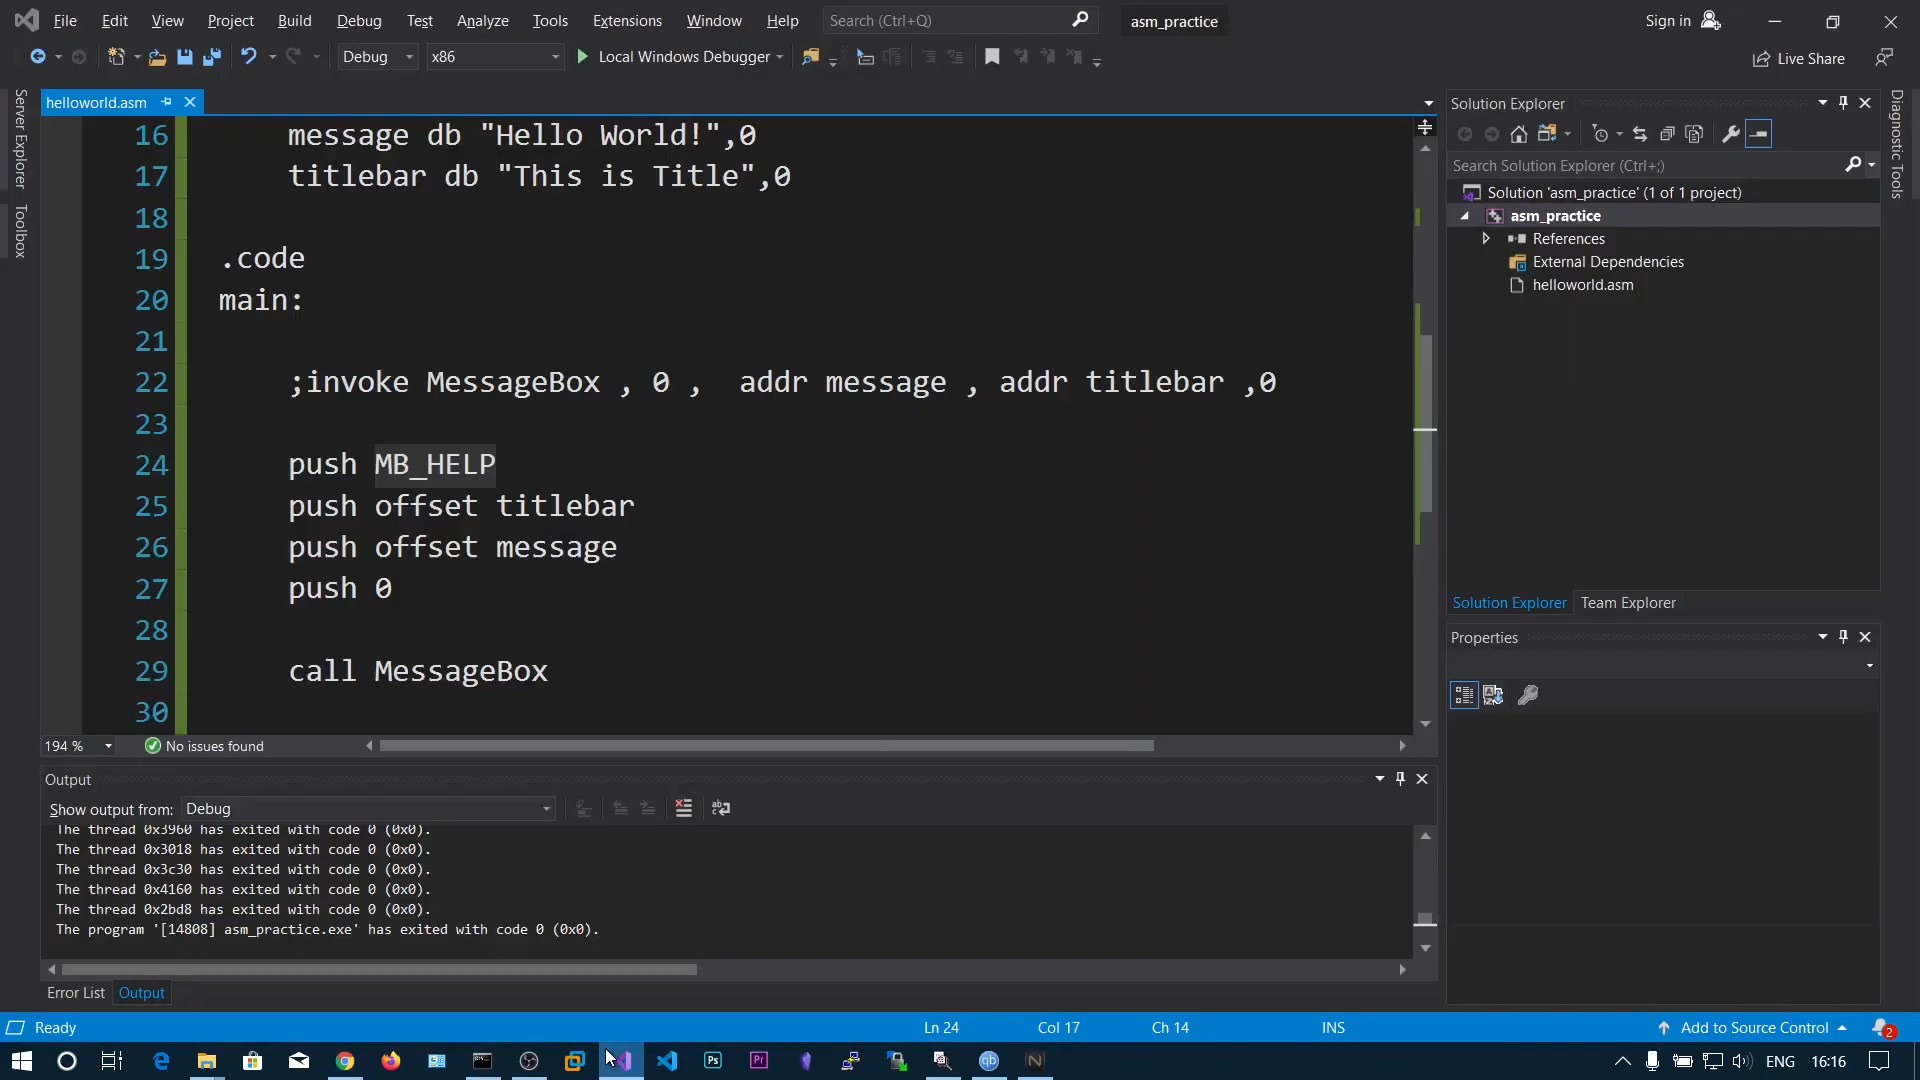 File Edit View Project Build Debug Test Analyze Tools Extensions Window Help Search (Ctrl+Q) asm_practice Sign in
Debug x86 Local Windows Debugger Live Share
Server Explorer
Toolbox
helloworld.asm
16 message db "Hello World!",0
17 titlebar db "This is Title",0
18
19 .code
20 main:
21
22 ;invoke MessageBox , 0 , addr message , addr titlebar ,0
23
24 push MB_HELP
25 push offset titlebar
26 push offset message
27 push 0
28
29 call MessageBox
30
194 % No issues found
Output
Show output from: Debug
The thread 0x3960 has exited with code 0 (0x0).
The thread 0x3018 has exited with code 0 (0x0).
The thread 0x3c30 has exited with code 0 (0x0).
The thread 0x4160 has exited with code 0 (0x0).
The thread 0x2bd8 has exited with code 0 (0x0).
The program '[14808] asm_practice.exe' has exited with code 0 (0x0).
Error List Output
Solution Explorer
Search Solution Explorer (Ctrl+;)
Solution 'asm_practice' (1 of 1 project)
asm_practice
References
External Dependencies
helloworld.asm
Solution Explorer Team Explorer
Properties
Diagnostic Tools
Ready Ln 24 Col 17 Ch 14 INS Add to Source Control 2
Ps Pr qb N ENG 16:16